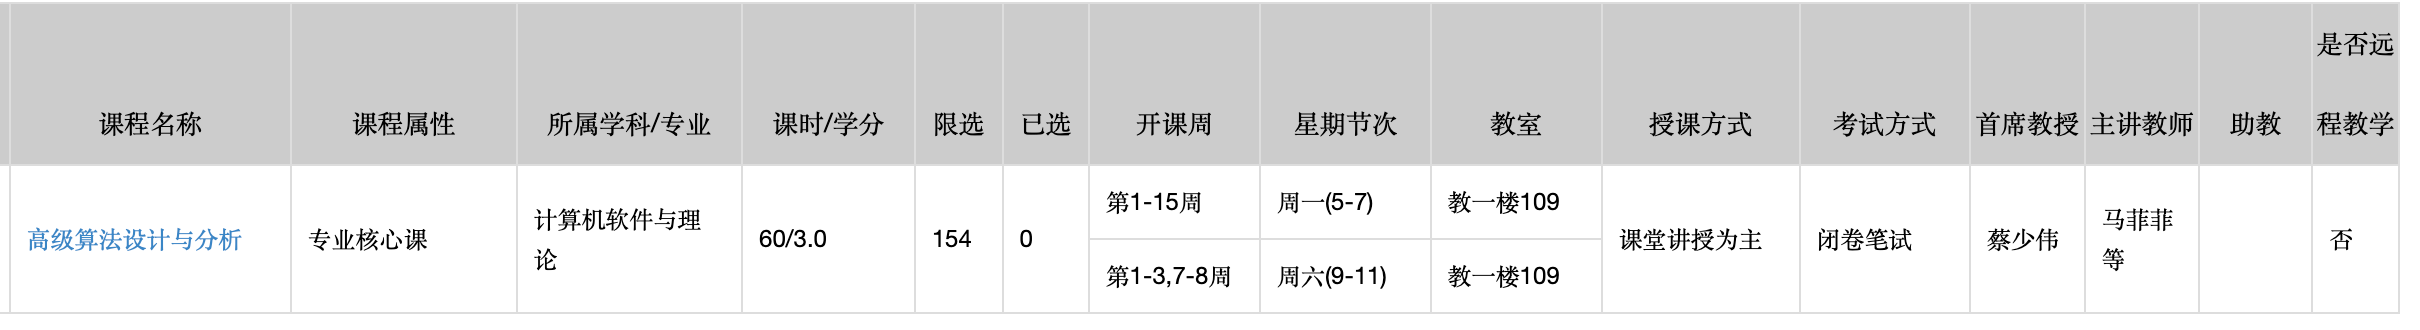 课程名称 课程属性 所属学科/专业 课时/学分 限选 已选 开课周 星期节次 教室 授课方式 考试方式 首席教授 主讲教师 助教 是否远
程教学
高级算法设计与分析 专业核心课 计算机软件与理
论 60/3.0 154 0 第1-15周 周一(5-7) 教一楼109
第1-3,7-8周 周六(9-11) 教一楼109
课堂讲授为主 闭卷笔试 蔡少伟 马菲菲
等 否